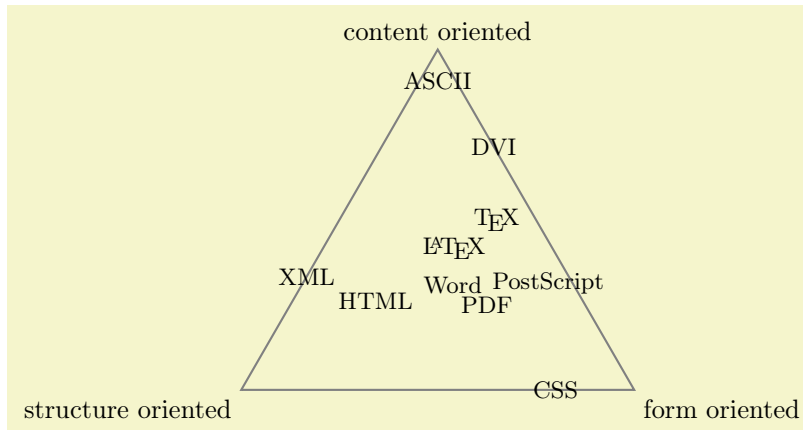 content oriented
ASCII
DVI
TEX
LATEX
XML
Word
PostScript
HTML
PDF
CSS
structure oriented
form oriented